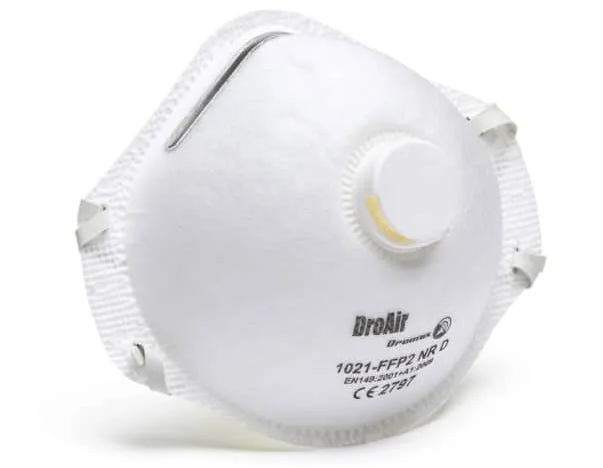 DroAir
Dromex
1021-FFP2 NR D
EN149:2001+A1:2009
CE 2797